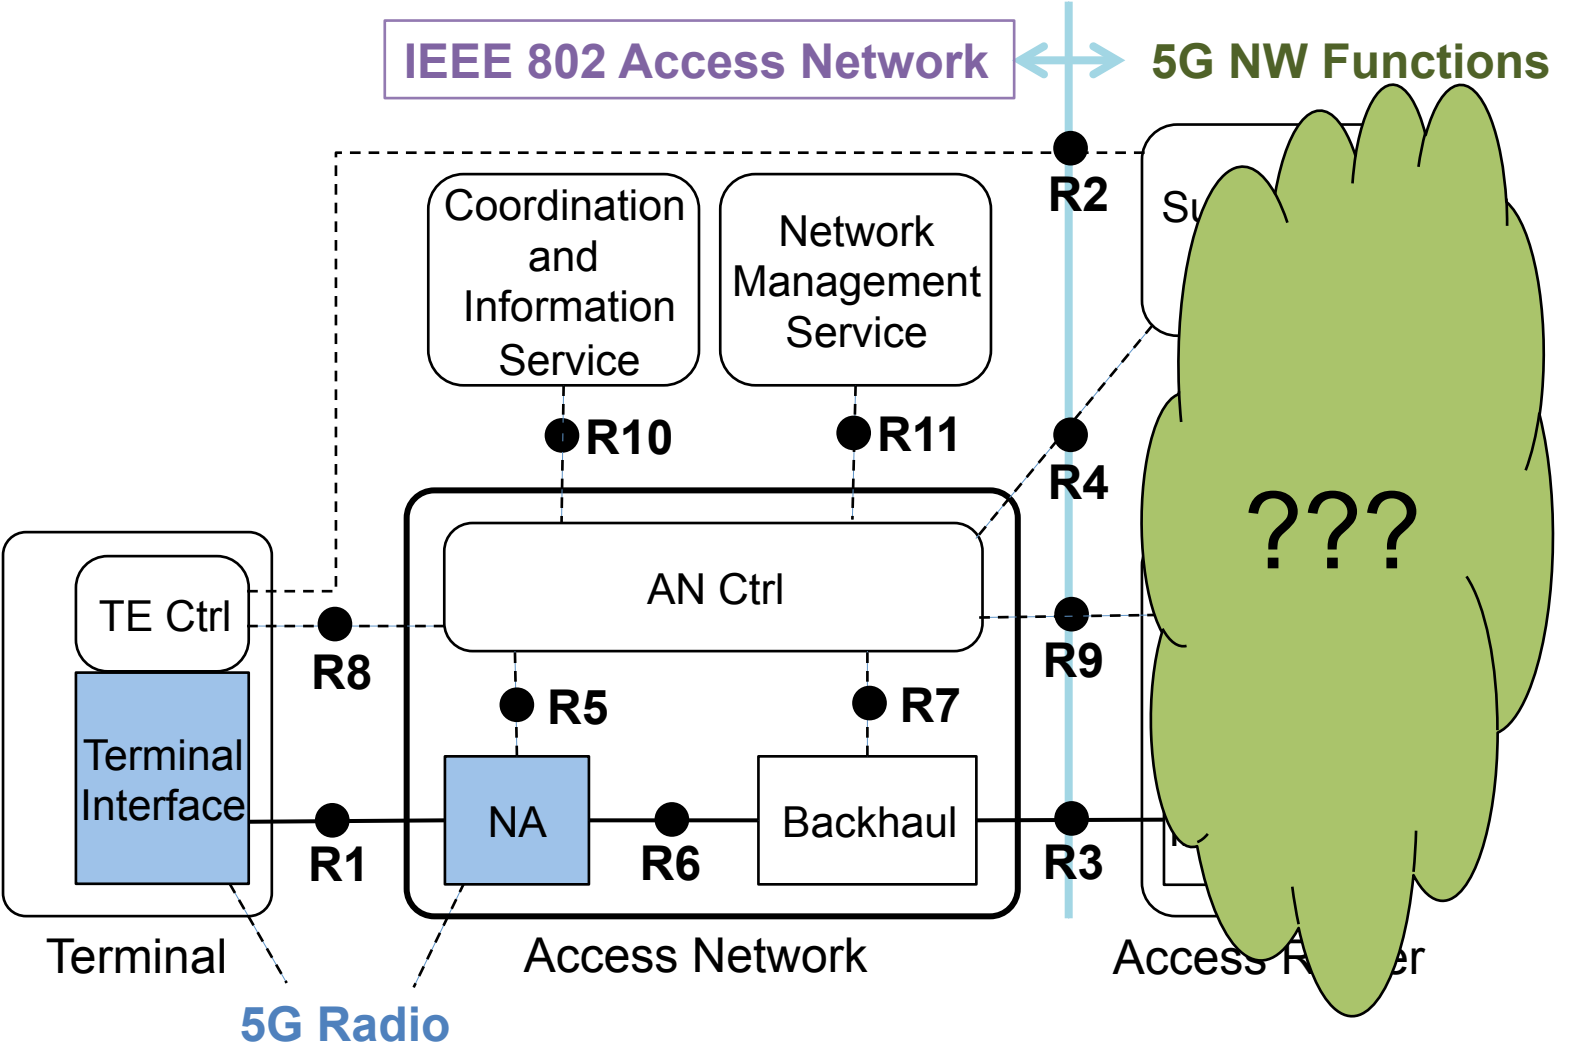 IEEE 802 Access Network
5G NW Functions
R2
Coordination
and
Information
Service
Network
Management
Service
R10
R11
R4
???
AN Ctrl
TE Ctrl
R8
R9
R5
R7
Terminal
Interface
NA
Backhaul
R1
R6
R3
Terminal
Access Network
Access
5G Radio